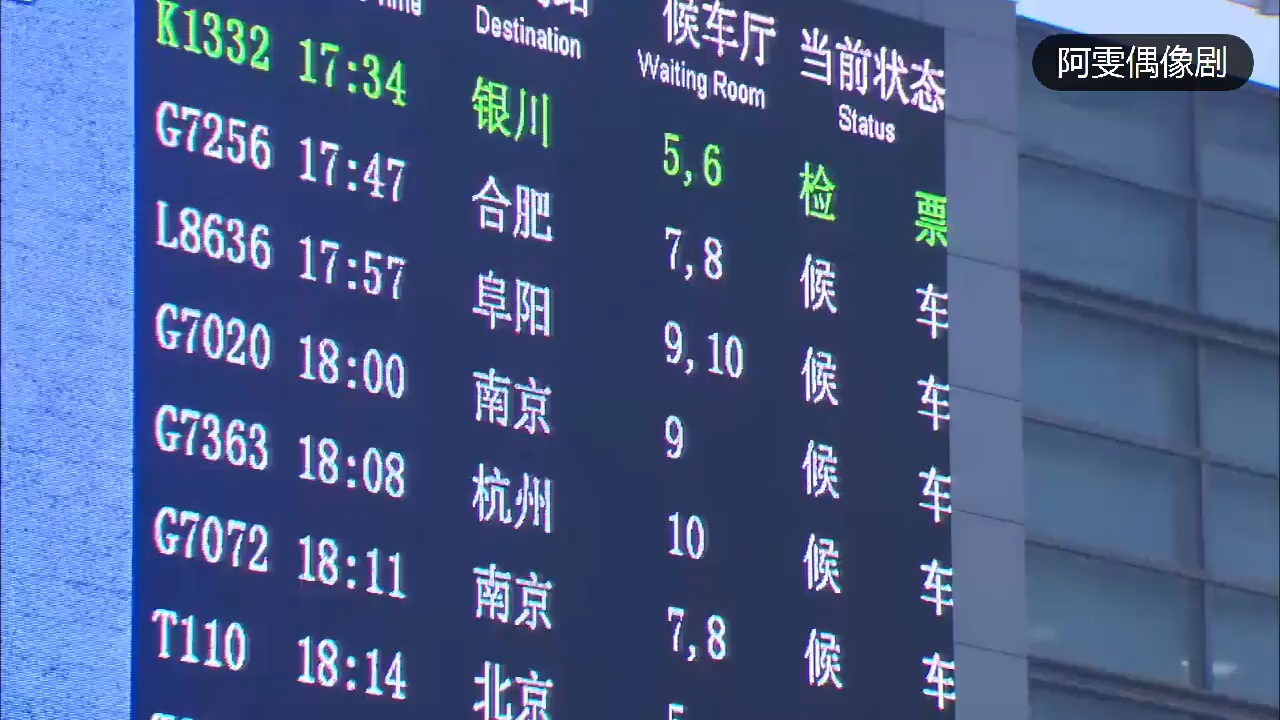 阿雯偶像剧
候车厅 当前状态
Time Destination Waiting Room Status
K1332 17:34 银川 5,6 检 票
G7256 17:47 合肥 7,8 候 车
L8636 17:57 阜阳 9,10 候 车
G7020 18:00 南京 9 候 车
G7363 18:08 杭州 10 候 车
G7072 18:11 南京 7,8 候 车
T110 18:14 北京